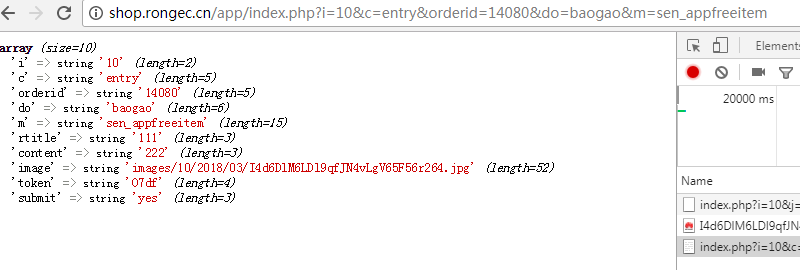 shop.rongec.cn/app/index.php?i=10&c=entry&orderid=14080&do=baogao&m=sen_appfreeitem
array (size=10)
'i' => string '10' (length=2)
'c' => string 'entry' (length=5)
'orderid' => string '14080' (length=5)
'do' => string 'baogao' (length=6)
'm' => string 'sen_appfreeitem' (length=15)
'rtitle' => string '111' (length=3)
'content' => string '222' (length=3)
'image' => string 'images/10/2018/03/I4d6DlM6LDl9qfJN4vLgV65F56r264.jpg' (length=52)
'token' => string '07df' (length=4)
'submit' => string 'yes' (length=3)
Elements
20000 ms
Name
index.php?i=10&j=
I4d6DlM6LDl9qfJN4
index.php?i=10&c=